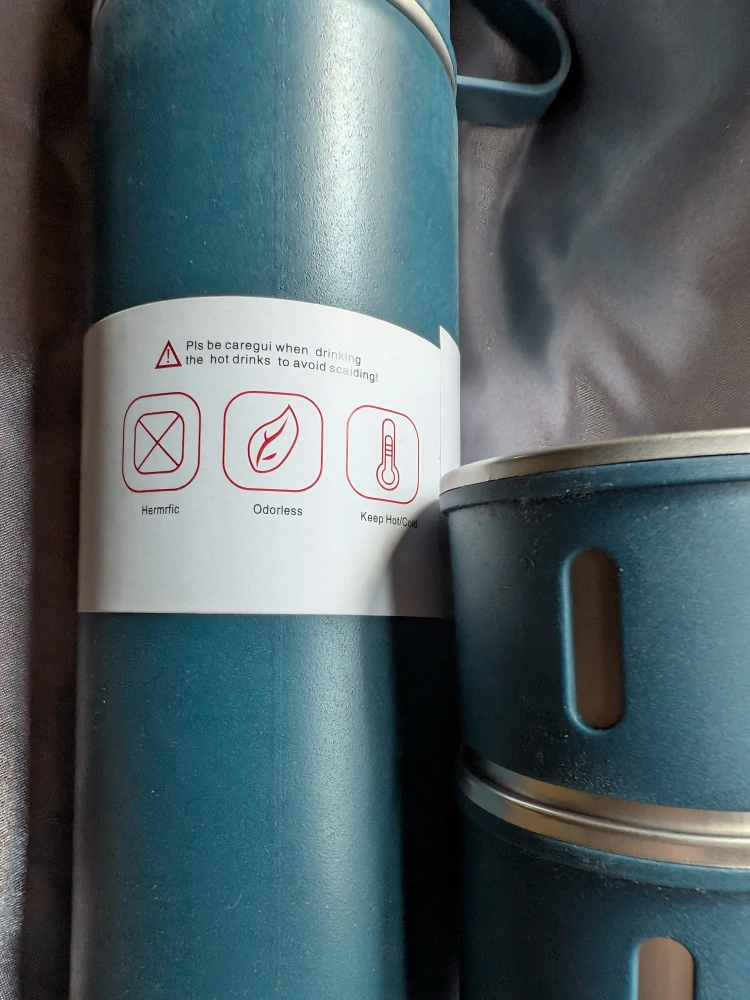 Pls be caregui when drinking
the hot drinks to avoid scalding!
Hermrfic
Odorless
Keep Hot/Cold